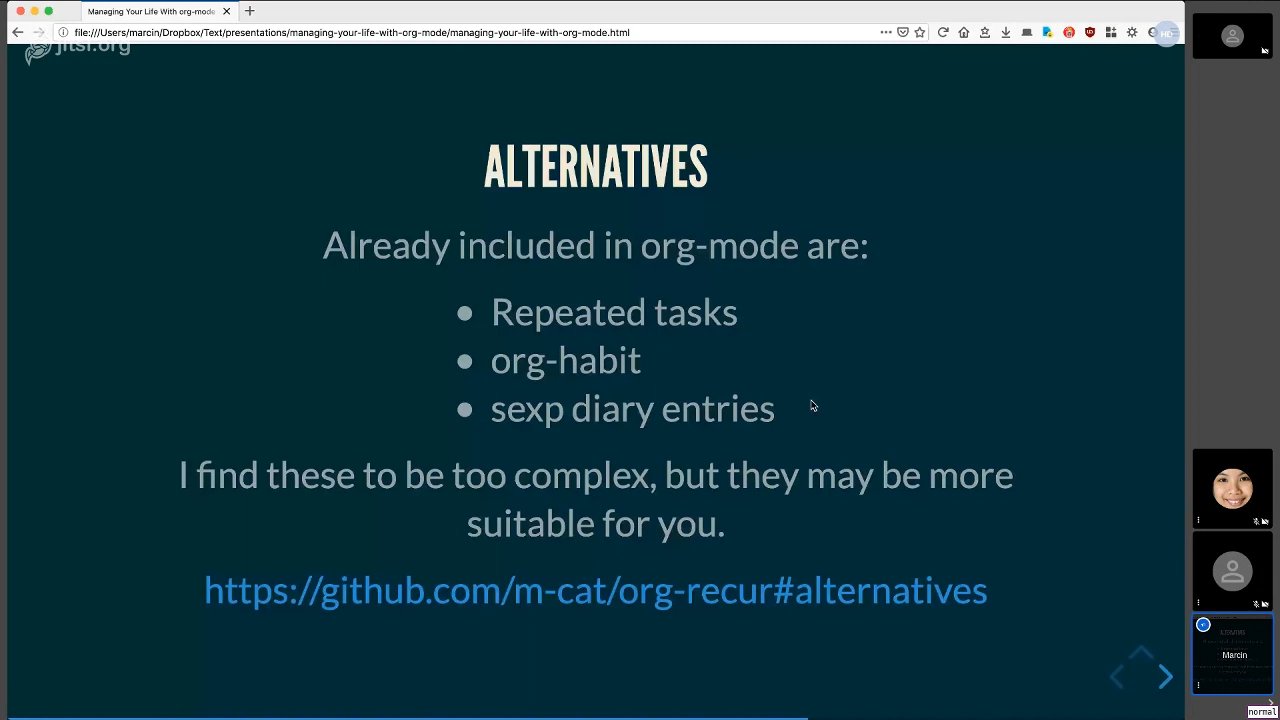 Managing Your Life With org-mode
file:///Users/marcin/Dropbox/Text/presentations/managing-your-life-with-org-mode/managing-your-life-with-org-mode.html
HD
jitsi.org
ALTERNATIVES
Already included in org-mode are:
Repeated tasks
org-habit
sexp diary entries
I find these to be too complex, but they may be more
suitable for you.
https://github.com/m-cat/org-recur#alternatives
Marcin
normal